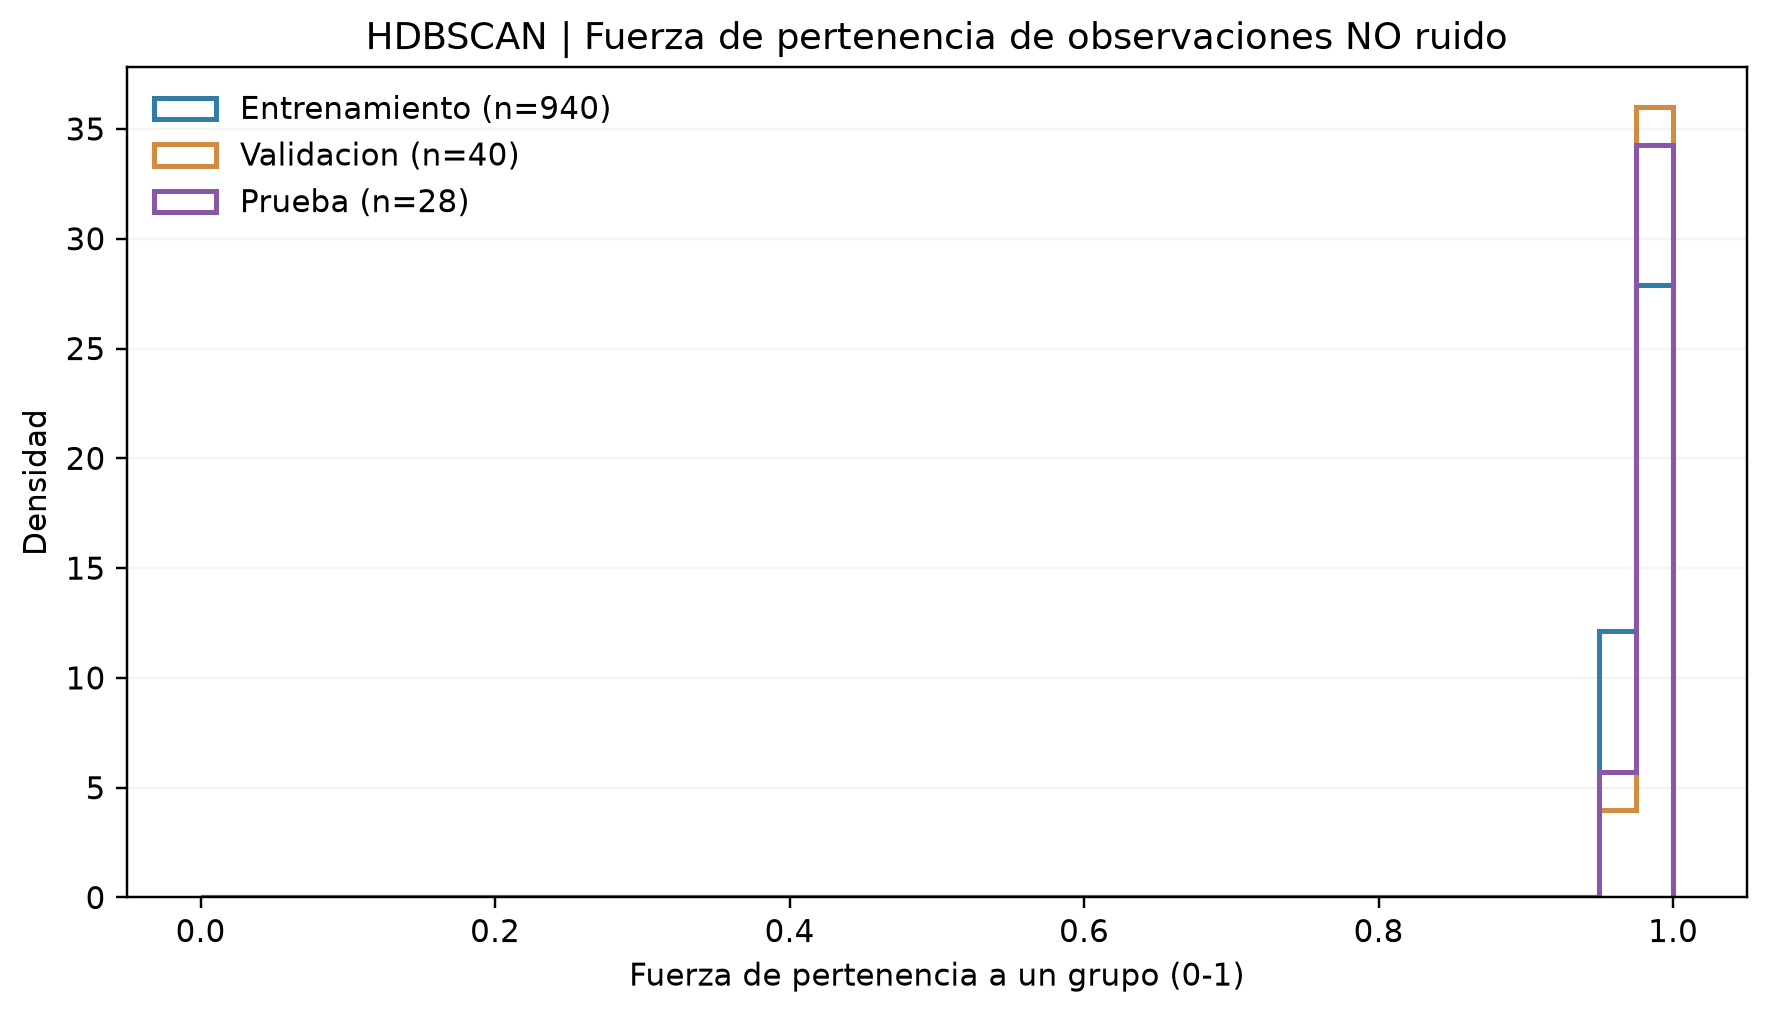 HDBSCAN | Fuerza de pertenencia de observaciones NO ruido
Entrenamiento (n=940)
Validacion (n=40)
Prueba (n=28)
Densidad
35
30
25
20
15
10
5
0
0.0 0.2 0.4 0.6 0.8 1.0
Fuerza de pertenencia a un grupo (0-1)